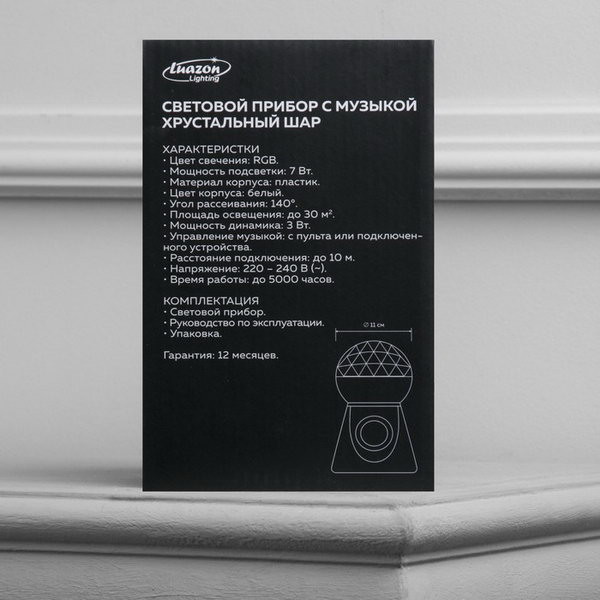 Luazon
Lighting
СВЕТОВОЙ ПРИБОР С МУЗЫКОЙ
ХРУСТАЛЬНЫЙ ШАР
ХАРАКТЕРИСТКИ
• Цвет свечения: RGB.
• Мощность подсветки: 7 Вт.
• Материал корпуса: пластик.
• Цвет корпуса: белый.
• Угол рассеивания: 140°.
• Площадь освещения: до 30 м².
• Мощность динамика: 3 Вт.
• Управление музыкой: с пульта или подключен-
ного устройства.
• Расстояние подключения: до 10 м.
• Напряжение: 220 – 240 В (~).
• Время работы: до 5000 часов.
КОМПЛЕКТАЦИЯ
• Световой прибор.
• Руководство по эксплуатации.
• Упаковка.
Гарантия: 12 месяцев.
∅ 11 см